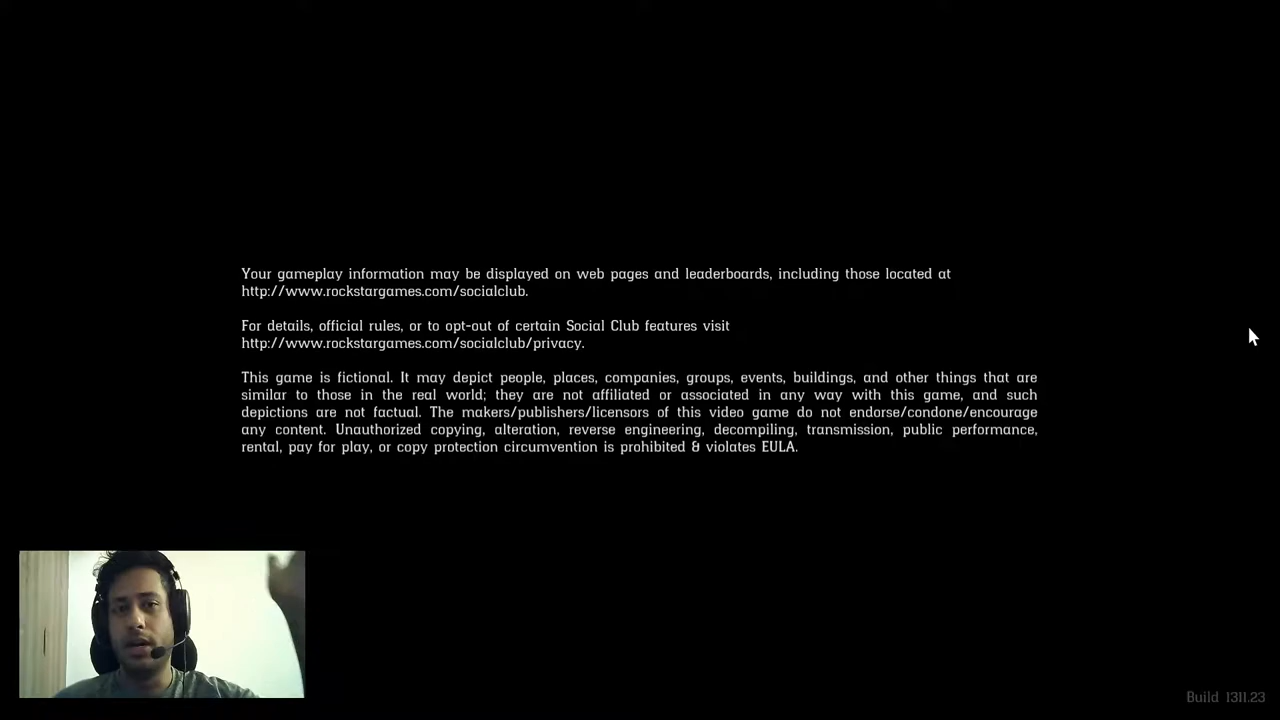 Your gameplay information may be displayed on web pages and leaderboards, including those located at
http://www.rockstargames.com/socialclub.
For details, official rules, or to opt-out of certain Social Club features visit
http://www.rockstargames.com/socialclub/privacy.
This game is fictional. It may depict people, places, companies, groups, events, buildings, and other things that are
similar to those in the real world; they are not affiliated or associated in any way with this game, and such
depictions are not factual. The makers/publishers/licensors of this video game do not endorse/condone/encourage
any content. Unauthorized copying, alteration, reverse engineering, decompiling, transmission, public performance,
rental, pay for play, or copy protection circumvention is prohibited & violates EULA.
Build 1311.23